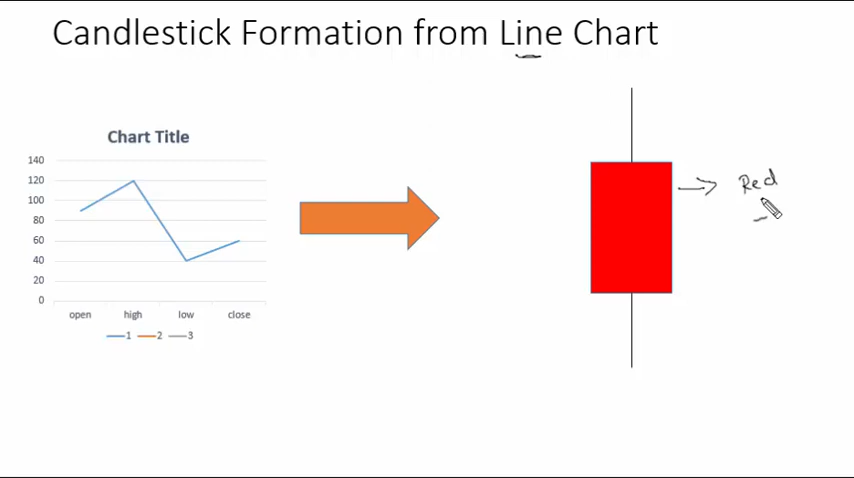 Candlestick Formation from Line Chart
Chart Title
140
120
100
80
60
40
20
0
open high low close
1 2 3
Red